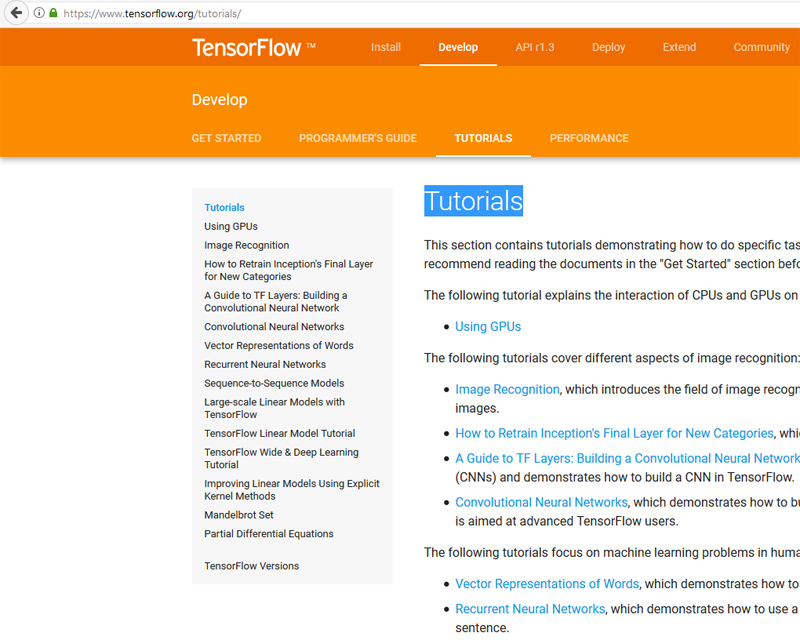 https://www.tensorflow.org/tutorials/
TensorFlow ™ Install Develop API r1.3 Deploy Extend Community
Develop
GET STARTED PROGRAMMER'S GUIDE TUTORIALS PERFORMANCE
Tutorials
Using GPUs
Image Recognition
How to Retrain Inception's Final Layer
for New Categories
A Guide to TF Layers: Building a
Convolutional Neural Network
Convolutional Neural Networks
Vector Representations of Words
Recurrent Neural Networks
Sequence-to-Sequence Models
Large-scale Linear Models with
TensorFlow
TensorFlow Linear Model Tutorial
TensorFlow Wide & Deep Learning
Tutorial
Improving Linear Models Using Explicit
Kernel Methods
Mandelbrot Set
Partial Differential Equations
TensorFlow Versions
Tutorials
This section contains tutorials demonstrating how to do specific tas
recommend reading the documents in the "Get Started" section befo
The following tutorial explains the interaction of CPUs and GPUs on
• Using GPUs
The following tutorials cover different aspects of image recognition:
• Image Recognition, which introduces the field of image recogn
images.
• How to Retrain Inception's Final Layer for New Categories, whi
• A Guide to TF Layers: Building a Convolutional Neural Network
(CNNs) and demonstrates how to build a CNN in TensorFlow.
• Convolutional Neural Networks, which demonstrates how to bu
is aimed at advanced TensorFlow users.
The following tutorials focus on machine learning problems in huma
• Vector Representations of Words, which demonstrates how to
• Recurrent Neural Networks, which demonstrates how to use a
sentence.